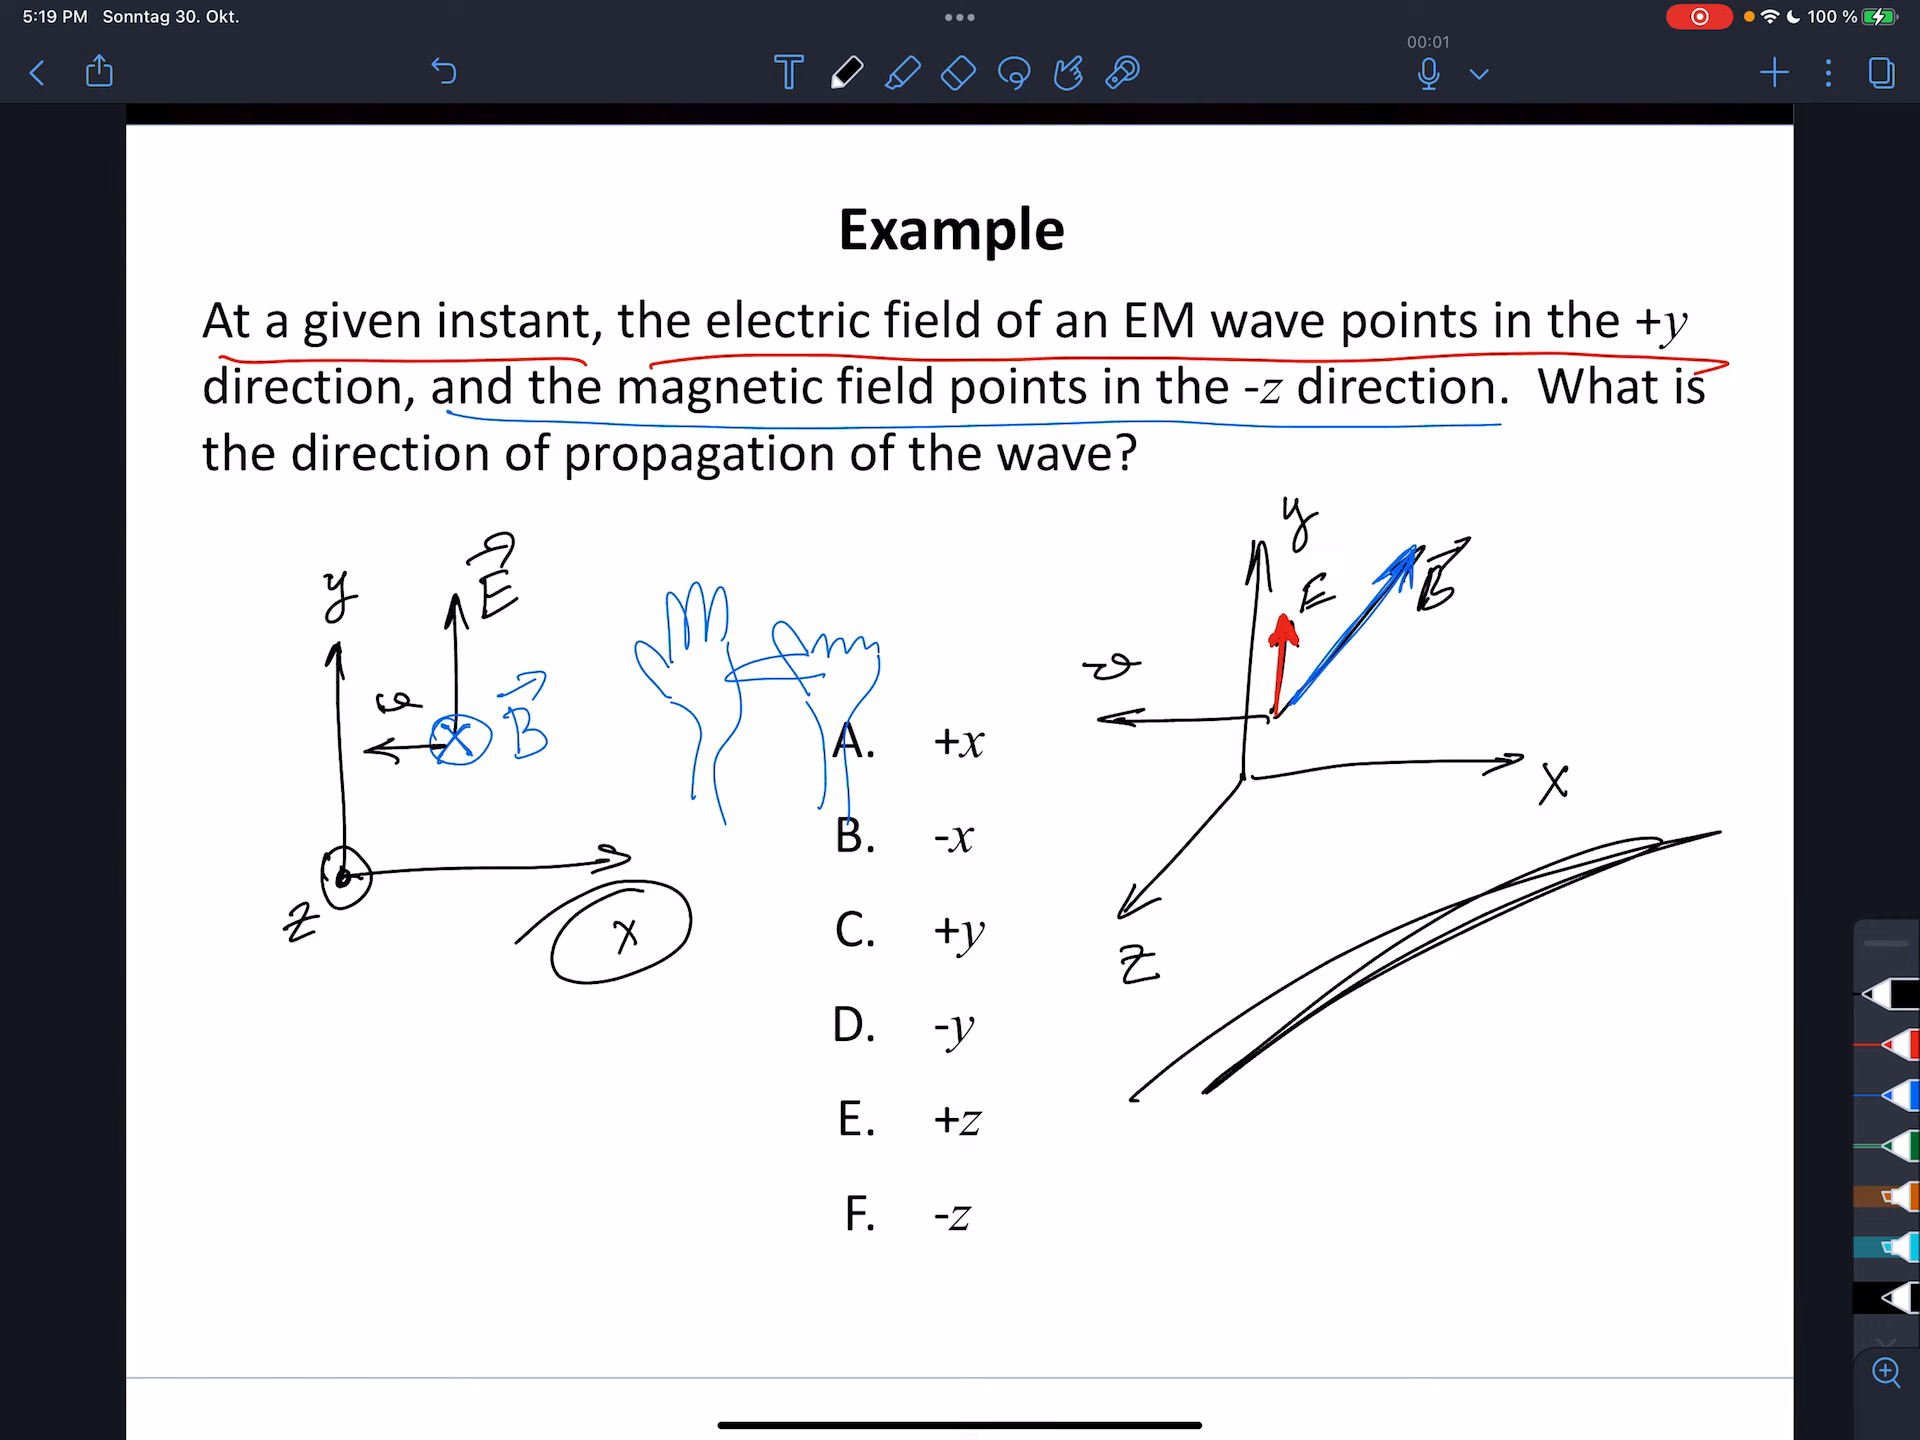 5:19 PM Sonntag 30. Okt.
100 %
00:01
Example
At a given instant, the electric field of an EM wave points in the +y
direction, and the magnetic field points in the -z direction. What is
the direction of propagation of the wave?
y
E
v
B
z
x
A. +x
B. -x
C. +y
D. -y
E. +z
F. -z
y
E
B
v
x
z